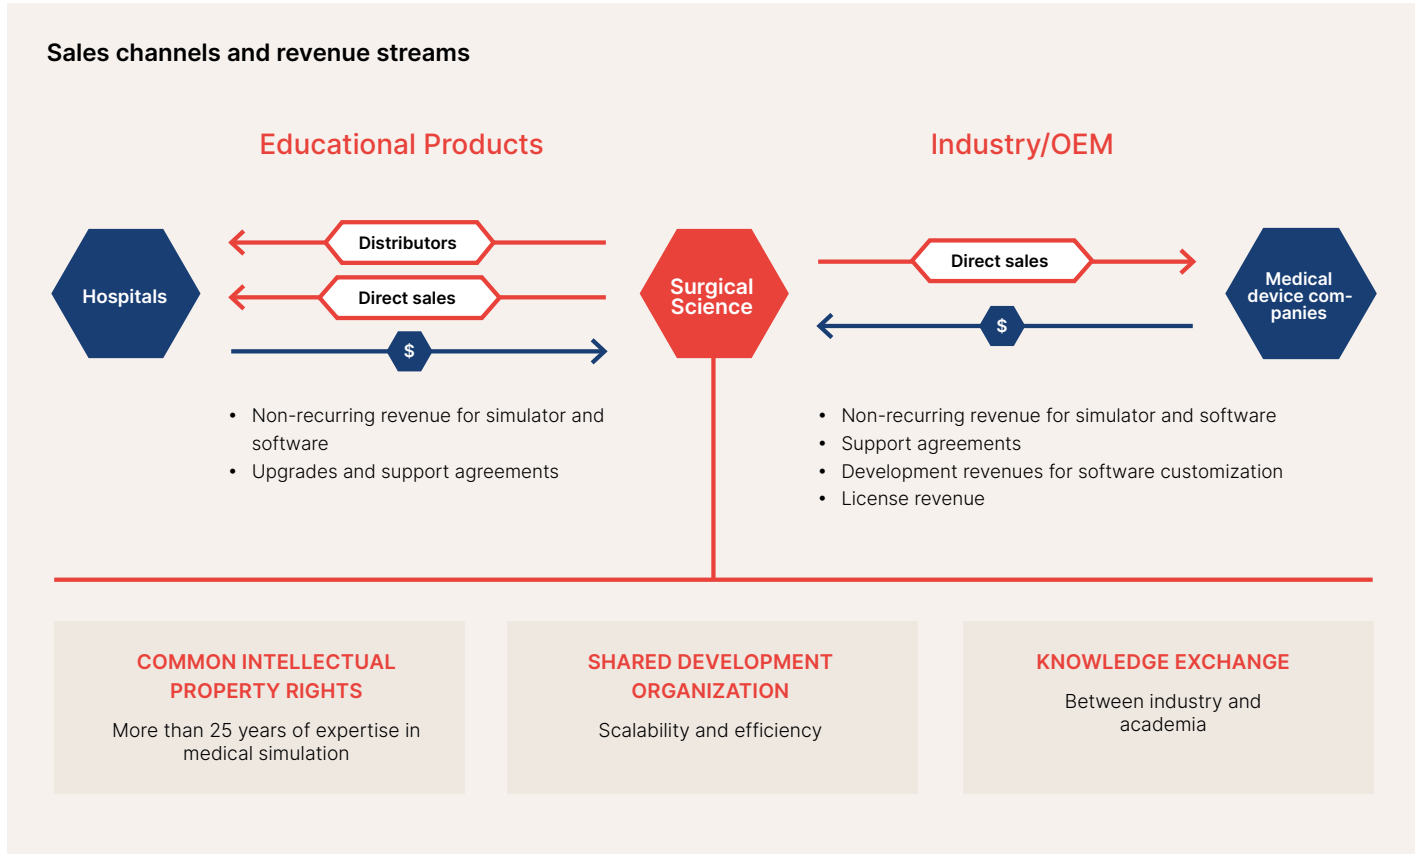 Sales channels and revenue streams
Educational Products
Industry/OEM
Hospitals
Distributors
Direct sales
$
Surgical
Science
Direct sales
$
Medical
device com-
panies
• Non-recurring revenue for simulator and
software
• Upgrades and support agreements
• Non-recurring revenue for simulator and software
• Support agreements
• Development revenues for software customization
• License revenue
COMMON INTELLECTUAL
PROPERTY RIGHTS
More than 25 years of expertise in
medical simulation
SHARED DEVELOPMENT
ORGANIZATION
Scalability and efficiency
KNOWLEDGE EXCHANGE
Between industry and
academia